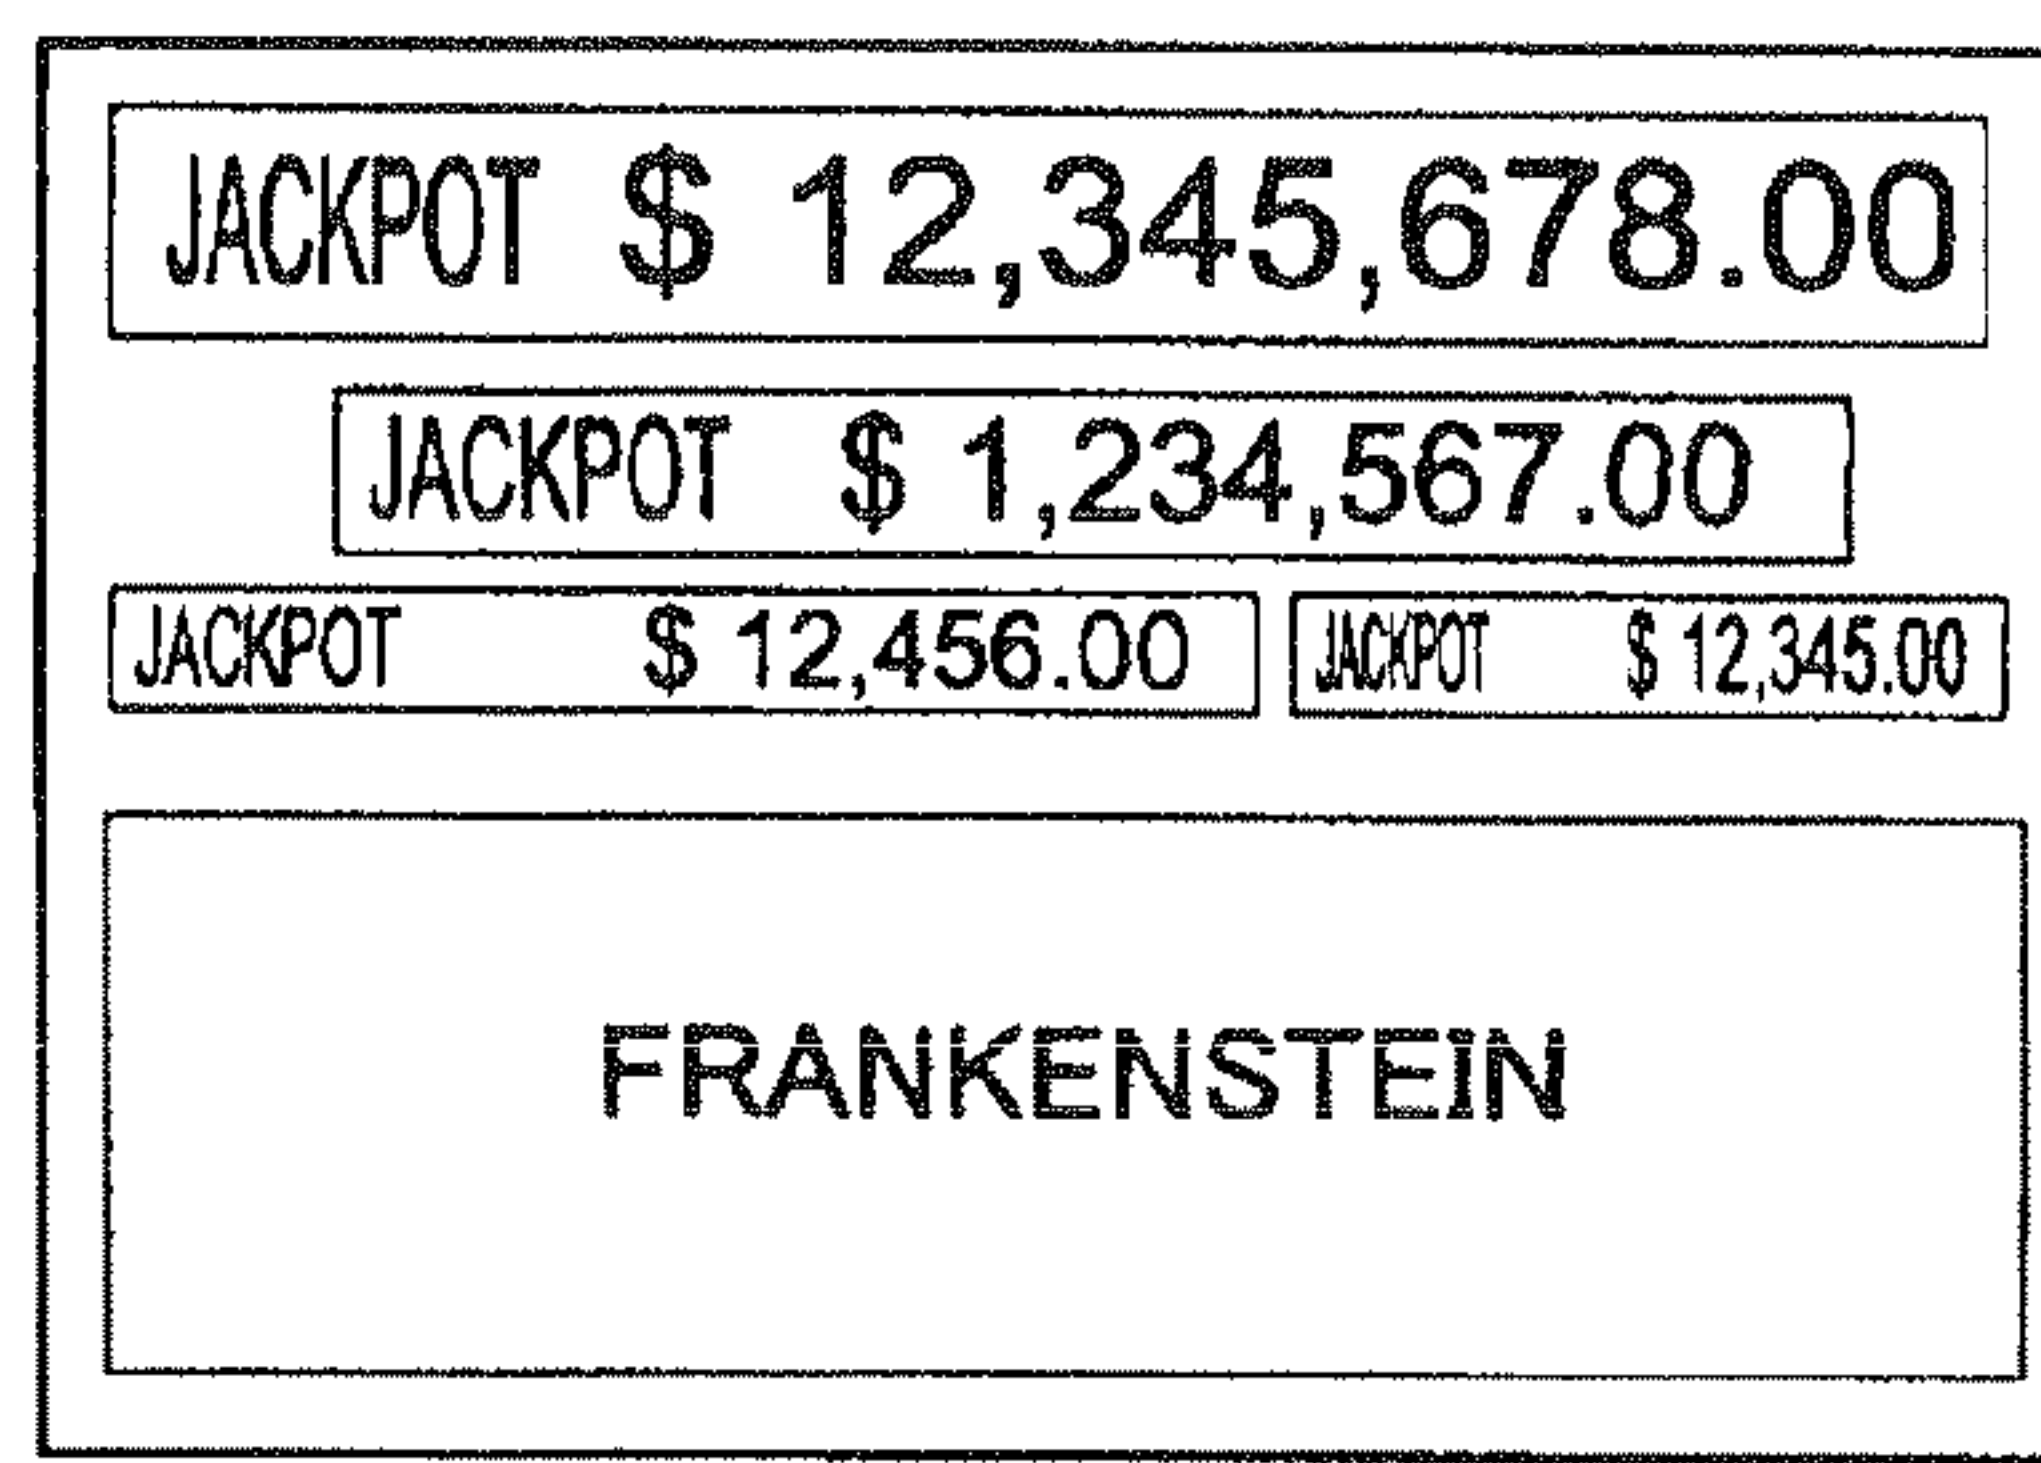 JACKPOT $ 12,345,678.00
JACKPOT $ 1,234,567.00
JACKPOT $ 12,456.00 JACKPOT $ 12,345.00
FRANKENSTEIN